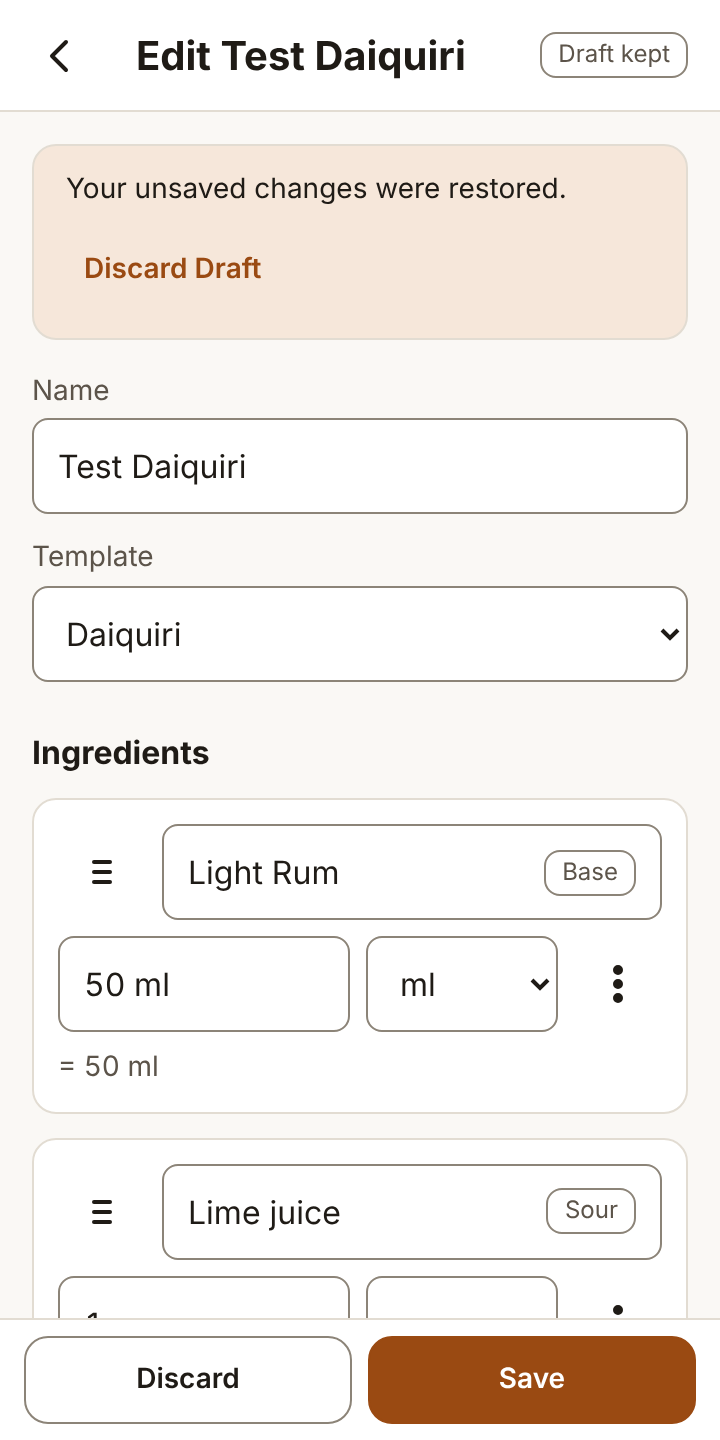 Edit Test Daiquiri
Draft kept
Your unsaved changes were restored.
Discard Draft
Name
Test Daiquiri
Template
Daiquiri
Ingredients
Light Rum
Base
50 ml
ml
= 50 ml
Lime juice
Sour
Discard
Save